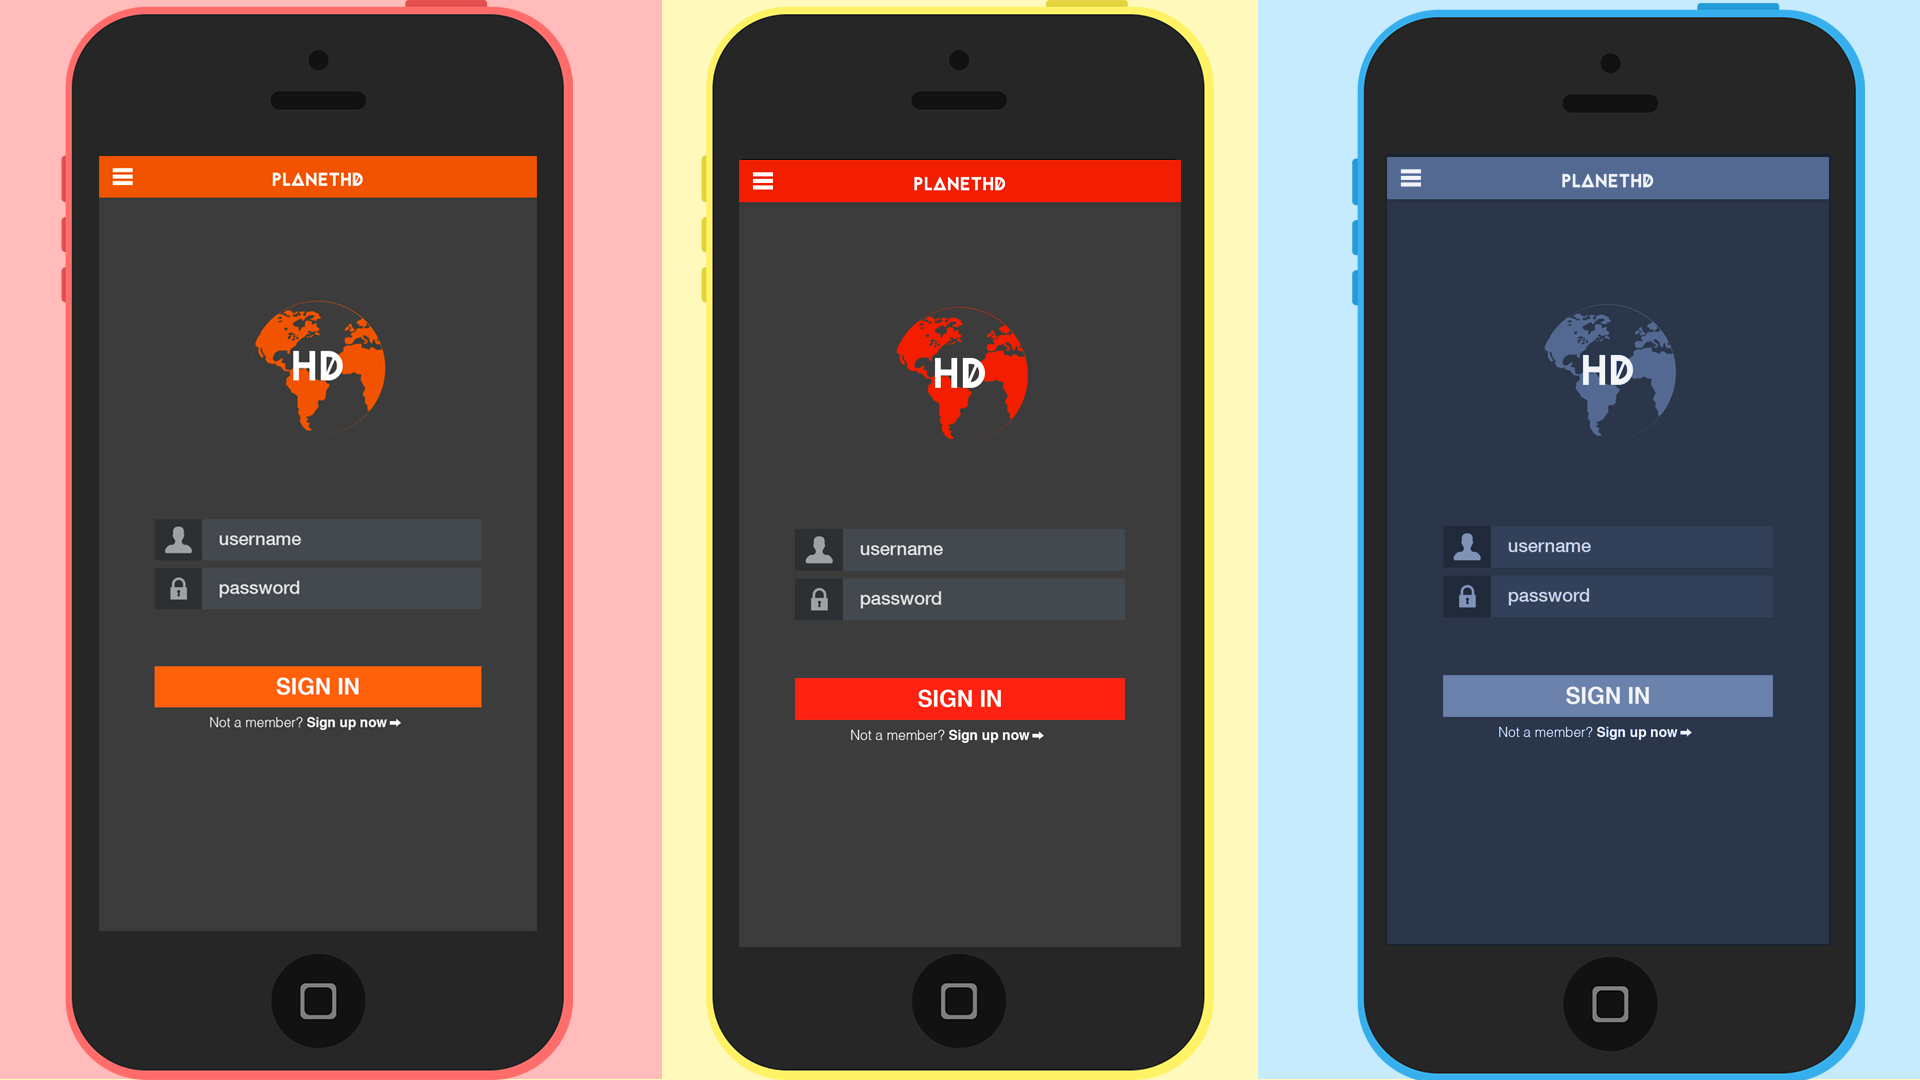 PLANETHD
HD
username
password
SIGN IN
Not a member? Sign up now
PLANETHD
HD
username
password
SIGN IN
Not a member? Sign up now
PLANETHD
HD
username
password
SIGN IN
Not a member? Sign up now